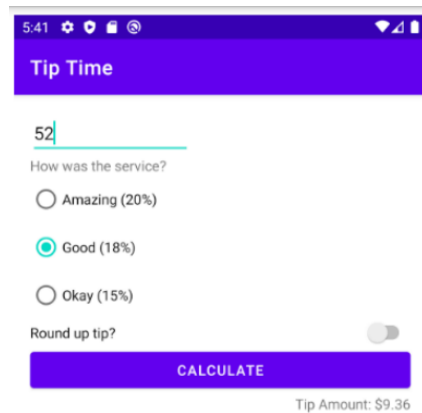 5:41
Tip Time
52
How was the service?
Amazing (20%)
Good (18%)
Okay (15%)
Round up tip?
CALCULATE
Tip Amount: $9.36